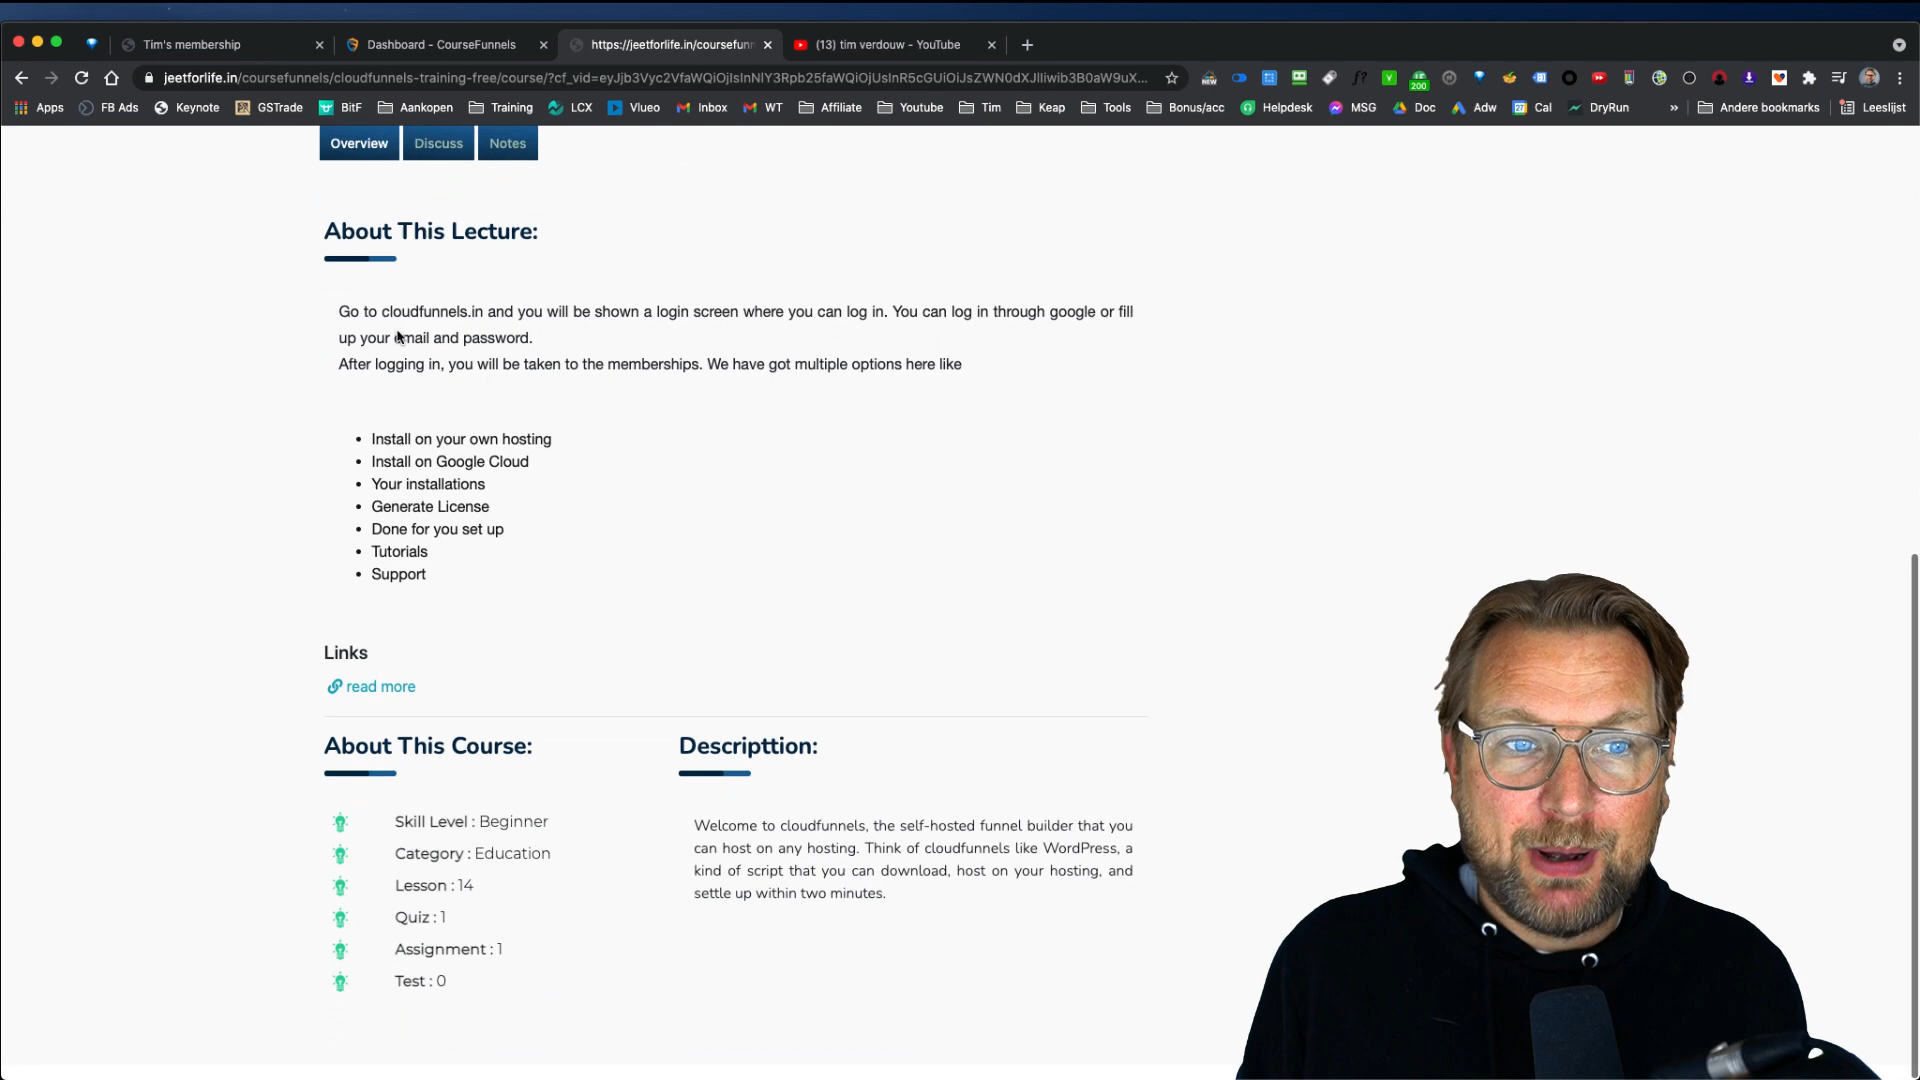 Tim's membership
Dashboard - CourseFunnels
https://jeetforlife.in/coursefunn
(13) tim verdouw - YouTube
jeetforlife.in/coursefunnels/cloudfunnels-training-free/course/?cf_vid=
Apps FB Ads Keynote GSTrade BitF Aankopen Training LCX Vlueo Inbox WT Affiliate Youtube Tim Keap Tools Bonus/acc Helpdesk MSG Doc Adw Cal DryRun » Andere bookmarks Leeslijst
NEW
200
Overview Discuss Notes
About This Lecture:
Go to cloudfunnels.in and you will be shown a login screen where you can log in. You can log in through google or fill
up your email and password.
After logging in, you will be taken to the memberships. We have got multiple options here like
• Install on your own hosting
• Install on Google Cloud
• Your installations
• Generate License
• Done for you set up
• Tutorials
• Support
Links
read more
About This Course:
Skill Level : Beginner
Category : Education
Lesson : 14
Quiz : 1
Assignment : 1
Test : 0
Descripttion:
Welcome to cloudfunnels, the self-hosted funnel builder that you
can host on any hosting. Think of cloudfunnels like WordPress, a
kind of script that you can download, host on your hosting, and
settle up within two minutes.